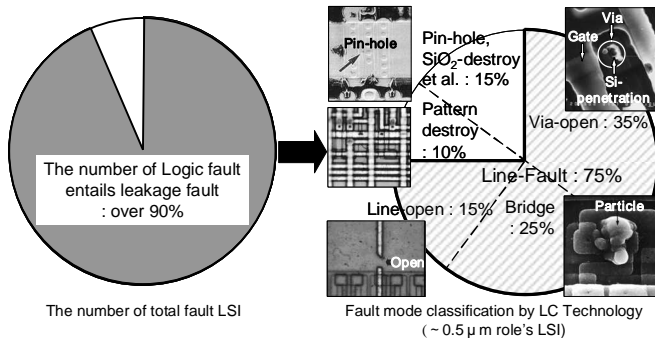 The number of Logic fault
entails leakage fault
: over 90%
The number of total fault LSI
Pin-hole
Pin-hole,
SiO₂-destroy
et al. : 15%
Pattern
destroy
: 10%
Via
Gate
Si-
penetration
Via-open : 35%
Line-Fault : 75%
Line-open : 15%
Bridge
: 25%
Particle
Open
Fault mode classification by LC Technology
( ~ 0.5 μ m role's LSI)